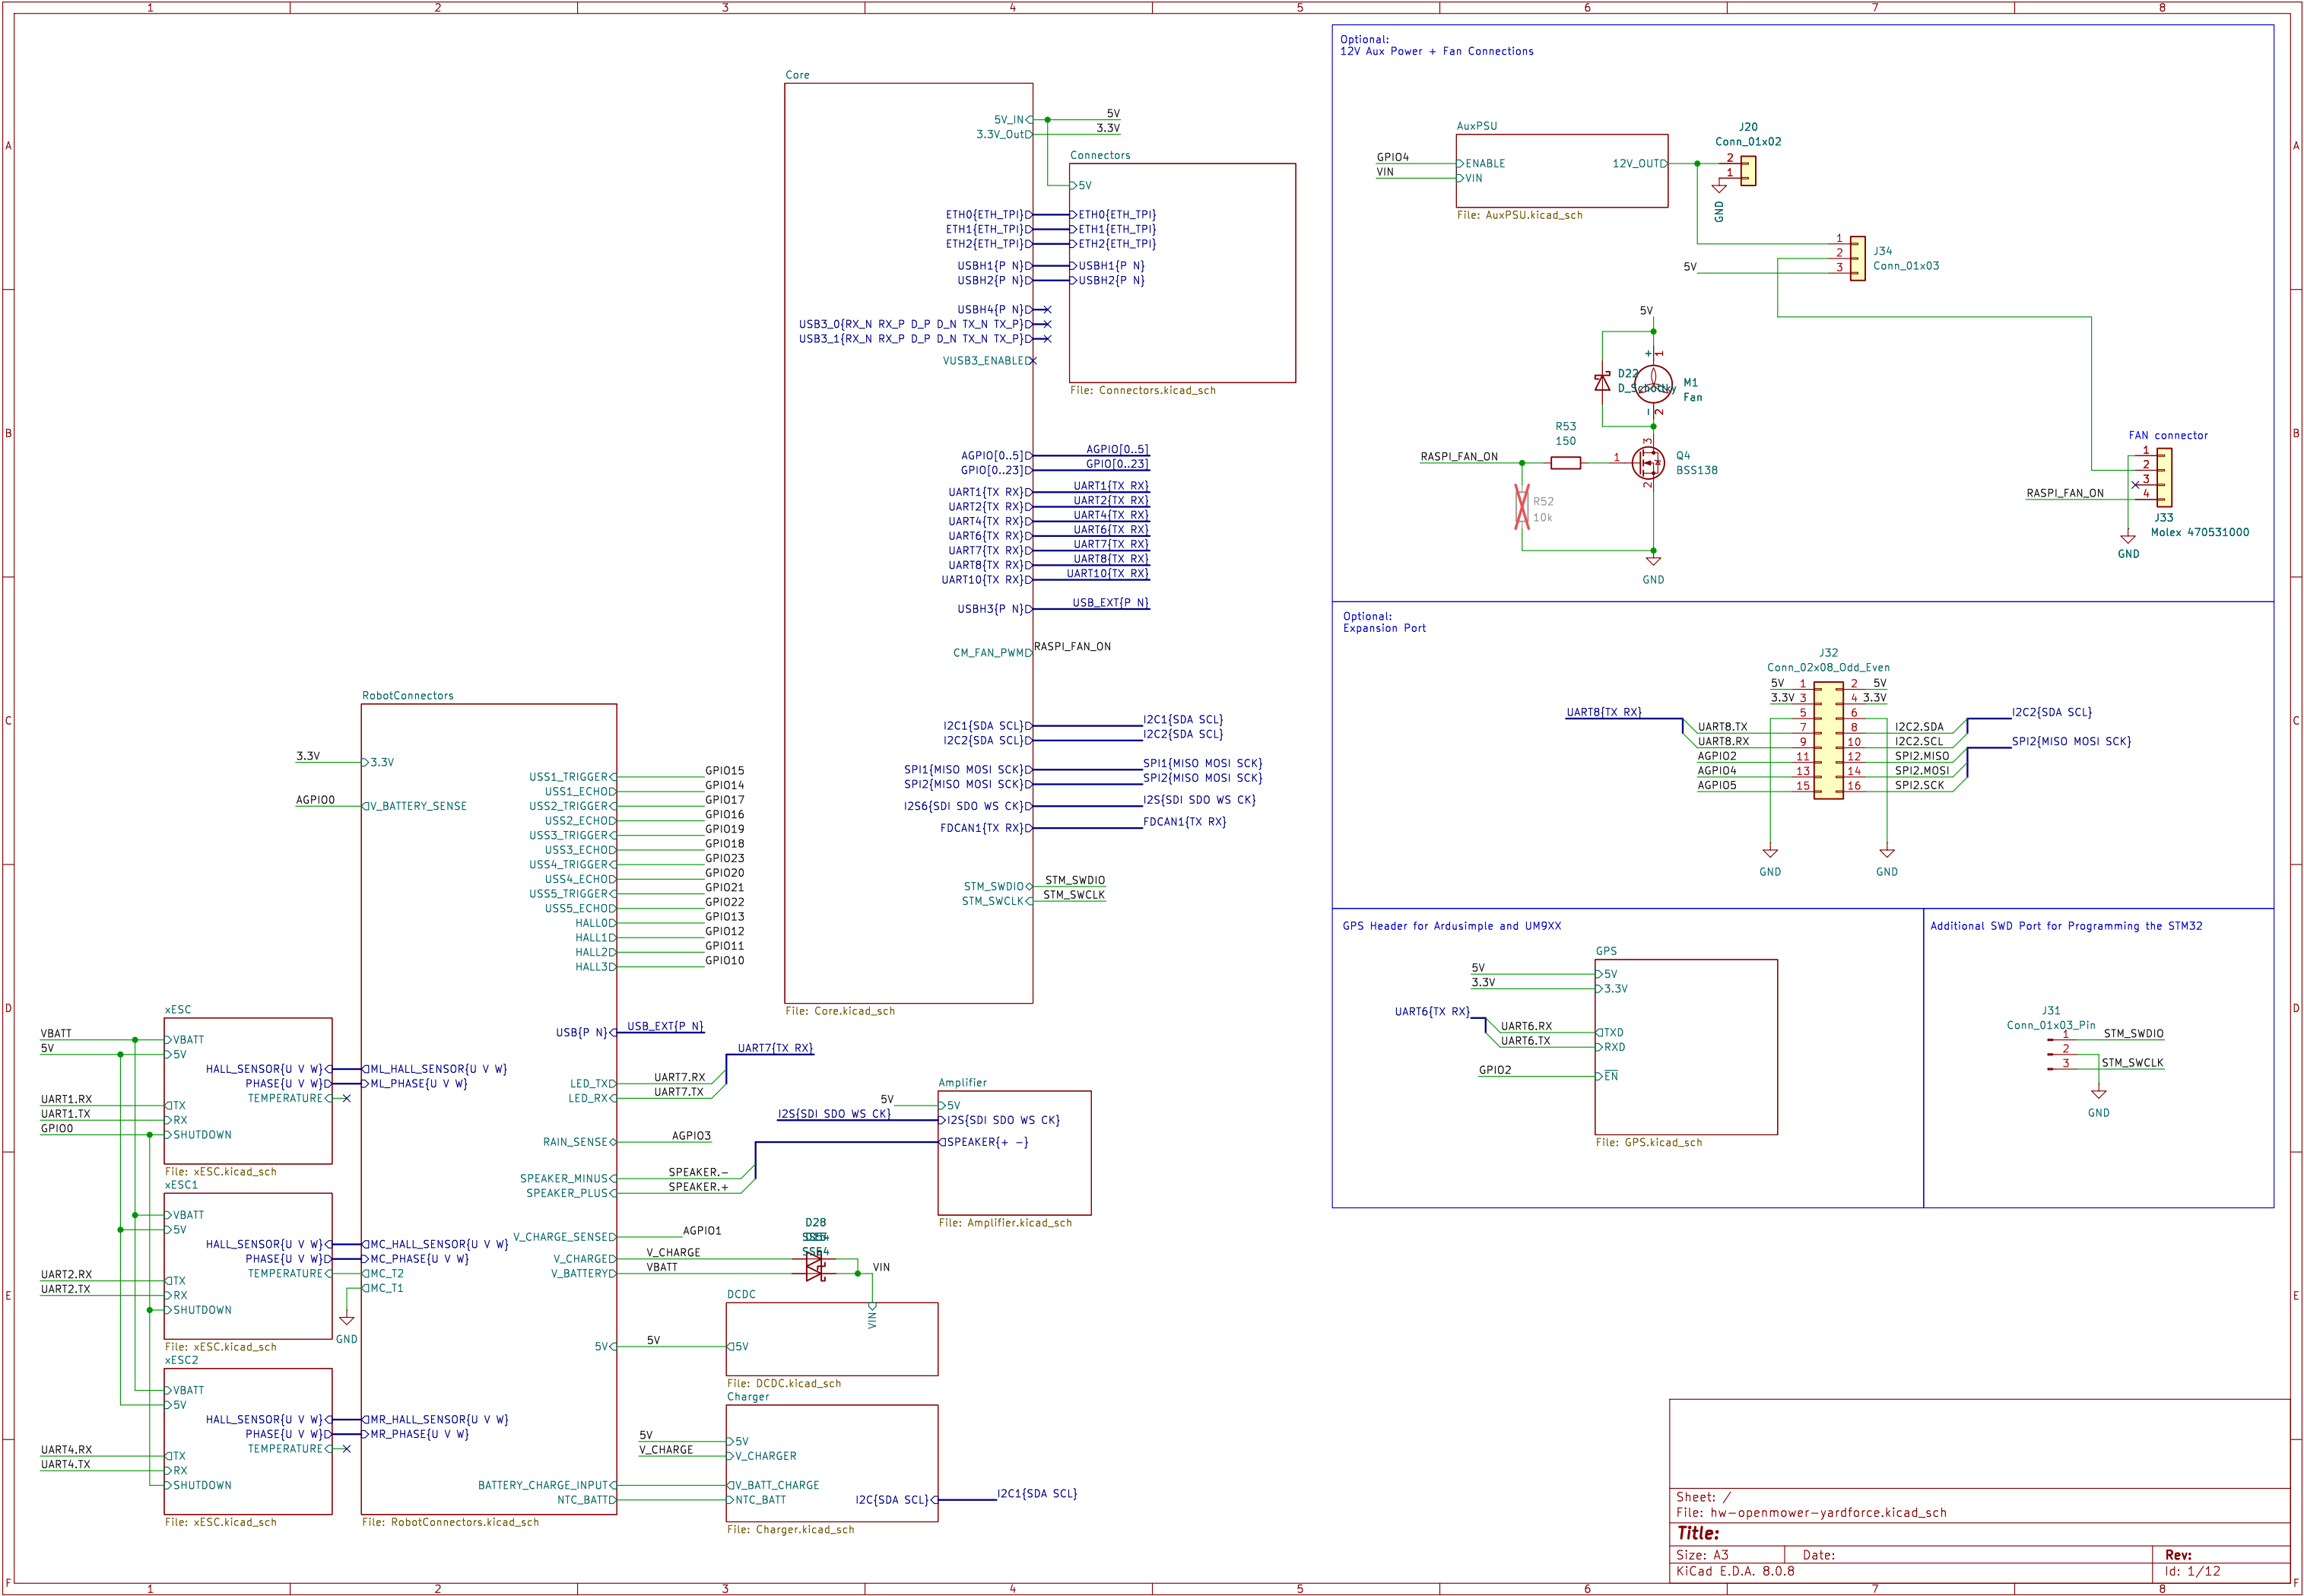 1 2 3 4 5 6 7 8
A
B
C
D
E
F
A
B
C
D
E
F
Core
5V_IN
3.3V_Out
5V
3.3V
ETH0{ETH_TPI}
ETH1{ETH_TPI}
ETH2{ETH_TPI}
USBH1{P N}
USBH2{P N}
USBH4{P N}
USB3_0{RX_N RX_P D_P D_N TX_N TX_P}
USB3_1{RX_N RX_P D_P D_N TX_N TX_P}
VUSB3_ENABLE
Connectors
5V
ETH0{ETH_TPI}
ETH1{ETH_TPI}
ETH2{ETH_TPI}
USBH1{P N}
USBH2{P N}
File: Connectors.kicad_sch
AGPIO[0..5] AGPIO[0..5]
GPIO[0..23] GPIO[0..23]
UART1{TX RX} UART1{TX RX}
UART2{TX RX} UART2{TX RX}
UART4{TX RX} UART4{TX RX}
UART6{TX RX} UART6{TX RX}
UART7{TX RX} UART7{TX RX}
UART8{TX RX} UART8{TX RX}
UART10{TX RX} UART10{TX RX}
USBH3{P N} USB_EXT{P N}
CM_FAN_PWM RASPI_FAN_ON
I2C1{SDA SCL} I2C1{SDA SCL}
I2C2{SDA SCL} I2C2{SDA SCL}
SPI1{MISO MOSI SCK} SPI1{MISO MOSI SCK}
SPI2{MISO MOSI SCK} SPI2{MISO MOSI SCK}
I2S6{SDI SDO WS CK} I2S{SDI SDO WS CK}
FDCAN1{TX RX} FDCAN1{TX RX}
STM_SWDIO STM_SWDIO
STM_SWCLK STM_SWCLK
File: Core.kicad_sch
RobotConnectors
3.3V 3.3V
AGPIO0 V_BATTERY_SENSE
USS1_TRIGGER GPIO15
USS1_ECHO GPIO14
USS2_TRIGGER GPIO17
USS2_ECHO GPIO16
USS3_TRIGGER GPIO19
USS3_ECHO GPIO18
USS4_TRIGGER GPIO23
USS4_ECHO GPIO20
USS5_TRIGGER GPIO21
USS5_ECHO GPIO22
HALL0 GPIO13
HALL1 GPIO12
HALL2 GPIO11
HALL3 GPIO10
USB{P N} USB_EXT{P N}
UART7{TX RX}
LED_TX UART7.RX
LED_RX UART7.TX
RAIN_SENSE AGPIO3
SPEAKER_MINUS SPEAKER.-
SPEAKER_PLUS SPEAKER.+
V_CHARGE_SENSE AGPIO1
V_CHARGE V_CHARGE
V_BATTERY VBATT
5V 5V
BATTERY_CHARGE_INPUT
NTC_BATT
ML_HALL_SENSOR{U V W}
ML_PHASE{U V W}
MC_HALL_SENSOR{U V W}
MC_PHASE{U V W}
MC_T2
MC_T1
GND
MR_HALL_SENSOR{U V W}
MR_PHASE{U V W}
File: RobotConnectors.kicad_sch
xESC
VBATT VBATT
5V 5V
HALL_SENSOR{U V W}
PHASE{U V W}
TEMPERATURE
UART1.RX TX
UART1.TX RX
GPIO0 SHUTDOWN
File: xESC.kicad_sch
xESC1
VBATT
5V
HALL_SENSOR{U V W}
PHASE{U V W}
TEMPERATURE
UART2.RX TX
UART2.TX RX
SHUTDOWN
File: xESC.kicad_sch
xESC2
VBATT
5V
HALL_SENSOR{U V W}
PHASE{U V W}
TEMPERATURE
UART4.RX TX
UART4.TX RX
SHUTDOWN
File: xESC.kicad_sch
Amplifier
5V 5V
I2S{SDI SDO WS CK} I2S{SDI SDO WS CK}
SPEAKER{+ -}
File: Amplifier.kicad_sch
D28
SS54
VIN
DCDC
VIN
5V
File: DCDC.kicad_sch
Charger
5V 5V
V_CHARGE V_CHARGER
V_BATT_CHARGE
NTC_BATT
I2C{SDA SCL} I2C1{SDA SCL}
File: Charger.kicad_sch
Optional:
12V Aux Power + Fan Connections
AuxPSU
GPIO4 ENABLE 12V_OUT
VIN VIN
File: AuxPSU.kicad_sch
J20
Conn_01x02
2
1
GND
1
2
3
5V
J34
Conn_01x03
5V
+ 1
D22
D_Schottky
M1
Fan
- 2
R53
150
RASPI_FAN_ON
1
3
2
Q4
BSS138
R52
10k
GND
FAN connector
1
2
3
4
RASPI_FAN_ON
J33
Molex 470531000
GND
Optional:
Expansion Port
J32
Conn_02x08_Odd_Even
5V 1 2 5V
3.3V 3 4 3.3V
5 6
UART8{TX RX} UART8.TX 7 8 I2C2.SDA I2C2{SDA SCL}
UART8.RX 9 10 I2C2.SCL SPI2{MISO MOSI SCK}
AGPIO2 11 12 SPI2.MISO
AGPIO4 13 14 SPI2.MOSI
AGPIO5 15 16 SPI2.SCK
GND GND
GPS Header for Ardusimple and UM9XX
GPS
5V 5V
3.3V 3.3V
UART6{TX RX}
UART6.RX TXD
UART6.TX RXD
GPIO2 EN
File: GPS.kicad_sch
Additional SWD Port for Programming the STM32
J31
Conn_01x03_Pin
1 STM_SWDIO
2
3 STM_SWCLK
GND
Sheet: /
File: hw-openmower-yardforce.kicad_sch
Title:
Size: A3 Date: Rev:
KiCad E.D.A. 8.0.8 Id: 1/12
1 2 3 4 5 6 7 8